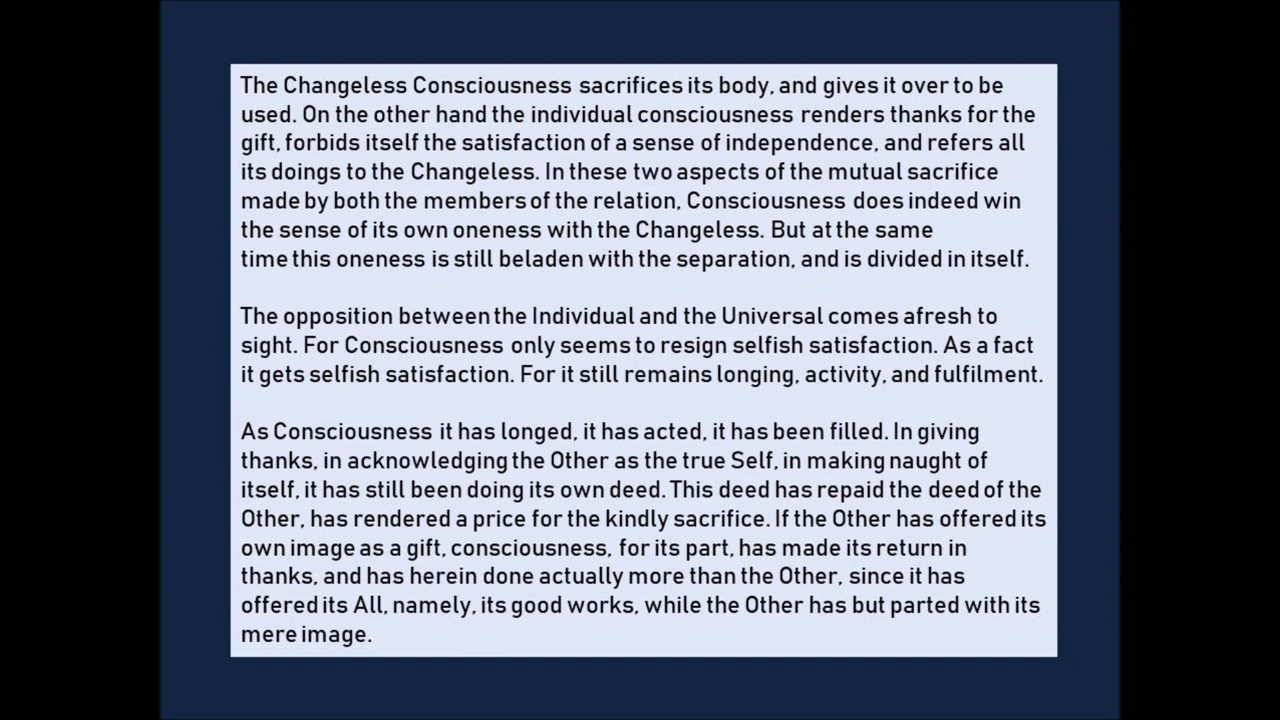 The Changeless Consciousness sacrifices its body, and gives it over to be
used. On the other hand the individual consciousness renders thanks for the
gift, forbids itself the satisfaction of a sense of independence, and refers all
its doings to the Changeless. In these two aspects of the mutual sacrifice
made by both the members of the relation, Consciousness does indeed win
the sense of its own oneness with the Changeless. But at the same
time this oneness is still beladen with the separation, and is divided in itself.
The opposition between the Individual and the Universal comes afresh to
sight. For Consciousness only seems to resign selfish satisfaction. As a fact
it gets selfish satisfaction. For it still remains longing, activity, and fulfilment.
As Consciousness it has longed, it has acted, it has been filled. In giving
thanks, in acknowledging the Other as the true Self, in making naught of
itself, it has still been doing its own deed. This deed has repaid the deed of the
Other, has rendered a price for the kindly sacrifice. If the Other has offered its
own image as a gift, consciousness, for its part, has made its return in
thanks, and has herein done actually more than the Other, since it has
offered its All, namely, its good works, while the Other has but parted with its
mere image.